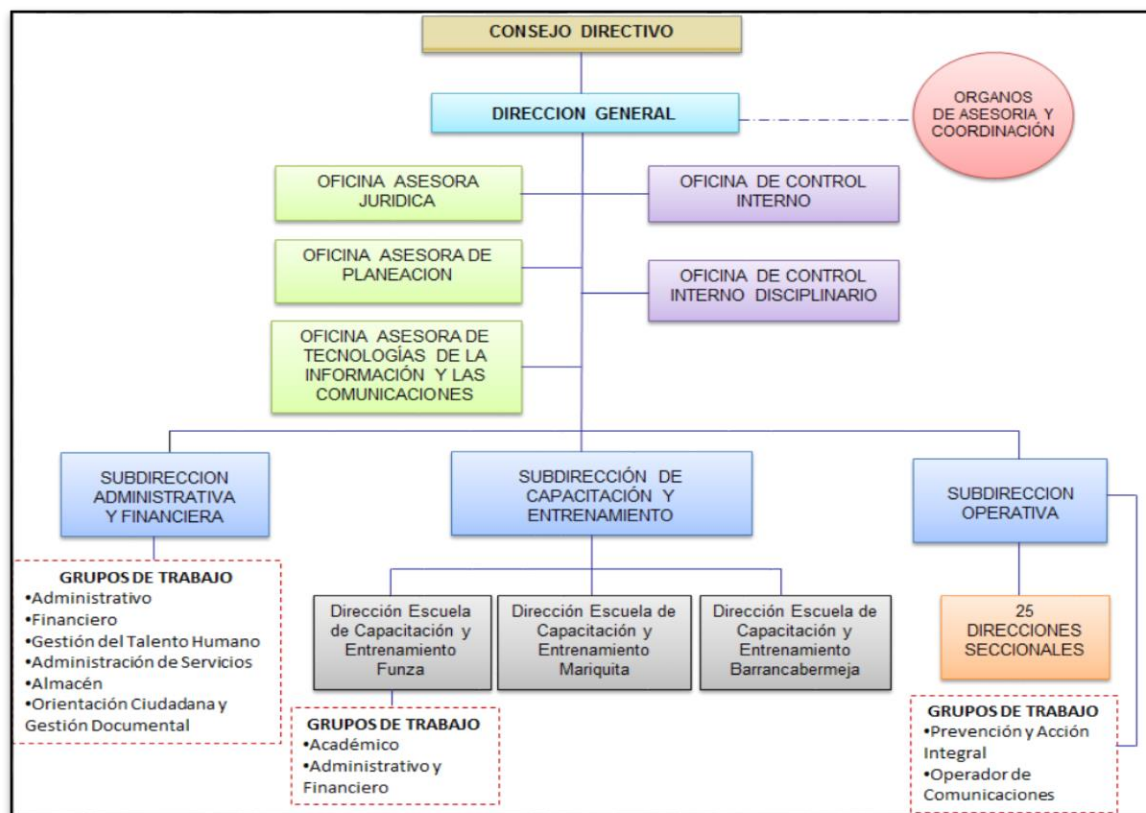 CONSEJO DIRECTIVO
DIRECCION GENERAL
ORGANOS
DE ASESORIA Y
COORDINACIÓN
OFICINA ASESORA
JURIDICA
OFICINA DE CONTROL
INTERNO
OFICINA ASESORA DE
PLANEACION
OFICINA DE CONTROL
INTERNO DISCIPLINARIO
OFICINA ASESORA DE
TECNOLOGÍAS DE LA
INFORMACIÓN Y LAS
COMUNICACIONES
SUBDIRECCION
ADMINISTRATIVA
Y FINANCIERA
SUBDIRECCIÓN DE
CAPACITACIÓN Y
ENTRENAMIENTO
SUBDIRECCION
OPERATIVA
GRUPOS DE TRABAJO
•Administrativo
•Financiero
•Gestión del Talento Humano
•Administración de Servicios
•Almacén
•Orientación Ciudadana y
Gestión Documental
Dirección Escuela
de Capacitación y
Entrenamiento
Funza
Dirección Escuela de
Capacitación y
Entrenamiento
Mariquita
Dirección Escuela de
Capacitación y
Entrenamiento
Barrancabermeja
25
DIRECCIONES
SECCIONALES
GRUPOS DE TRABAJO
•Académico
•Administrativo y
Financiero
GRUPOS DE TRABAJO
•Prevención y Acción
Integral
•Operador de
Comunicaciones